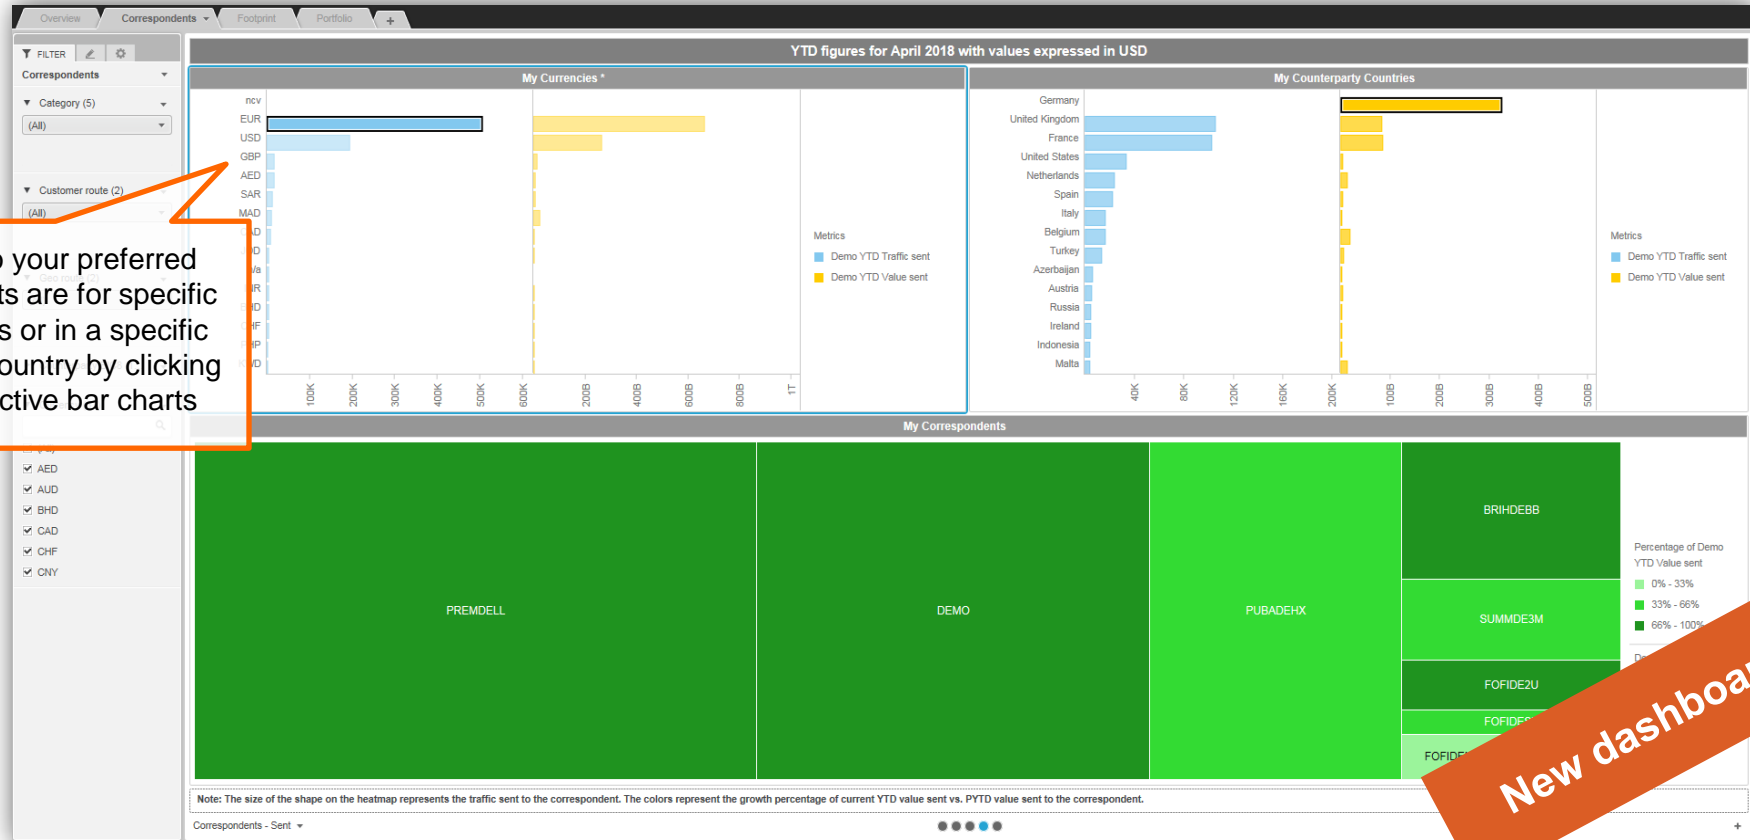 Overview
Correspondents
Footprint
Portfolio
+
FILTER
Correspondents
Category (5)
(All)
Customer route (2)
(All)
your preferred
ts are for specific
s or in a specific
ountry by clicking
ctive bar charts
AED
AUD
BHD
CAD
CHF
CNY
YTD figures for April 2018 with values expressed in USD
My Currencies *
ncv
EUR
USD
GBP
AED
SAR
MAD
100K
200K
300K
400K
500K
600K
200B
400B
600B
800B
1T
Metrics
Demo YTD Traffic sent
Demo YTD Value sent
My Counterparty Countries
Germany
United Kingdom
France
United States
Netherlands
Spain
Italy
Belgium
Turkey
Azerbaijan
Austria
Russia
Ireland
Indonesia
Malta
40K
80K
120K
160K
200K
100B
200B
300B
400B
500B
Metrics
Demo YTD Traffic sent
Demo YTD Value sent
My Correspondents
PREMDELL
DEMO
PUBADEHX
BRIHDEBB
SUMMDE3M
FOFIDE2U
Percentage of Demo
YTD Value sent
0% - 33%
33% - 66%
66% - 100%
New dashboa
Note: The size of the shape on the heatmap represents the traffic sent to the correspondent. The colors represent the growth percentage of current YTD value sent vs. PYTD value sent to the correspondent.
Correspondents - Sent
+